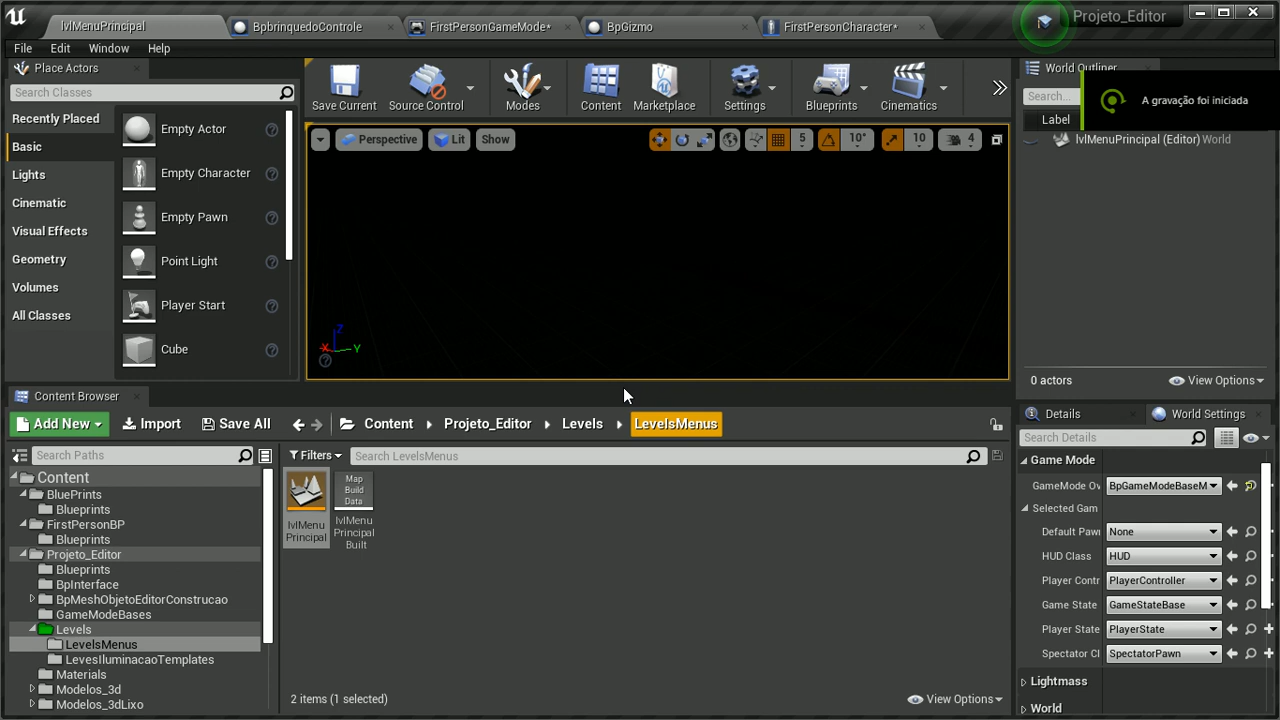 lvlMenuPrincipal
BpbrinquedoControle
FirstPersonGameMode*
BpGizmo
FirstPersonCharacter*
Projeto_Editor
File Edit Window Help
Place Actors
Search Classes
Recently Placed
Basic
Lights
Cinematic
Visual Effects
Geometry
Volumes
All Classes
Empty Actor
Empty Character
Empty Pawn
Point Light
Player Start
Cube
Save Current
Source Control
Modes
Content
Marketplace
Settings
Blueprints
Cinematics
Perspective
Lit
Show
5
10°
10
4
X
Y
Z
World Outliner
Search...
A gravação foi iniciada
Label
lvlMenuPrincipal (Editor) World
0 actors
View Options
Content Browser
Add New
Import
Save All
Content
Projeto_Editor
Levels
LevelsMenus
Search Paths
Filters
Search LevelsMenus
Content
BluePrints
Blueprints
FirstPersonBP
Blueprints
Projeto_Editor
Blueprints
BpInterface
BpMeshObjetoEditorConstrucao
GameModeBases
Levels
LevelsMenus
LevesIluminacaoTemplates
Materials
Modelos_3d
Modelos_3dLixo
lvlMenu
Principal
Map
Build
Data
lvlMenu
Principal
Built
2 items (1 selected)
View Options
Details
World Settings
Search Details
Game Mode
GameMode Ov
BpGameModeBaseM
Selected Gam
Default Pawn
None
HUD Class
HUD
Player Contr
PlayerController
Game State
GameStateBase
Player State
PlayerState
Spectator Cl
SpectatorPawn
Lightmass
World